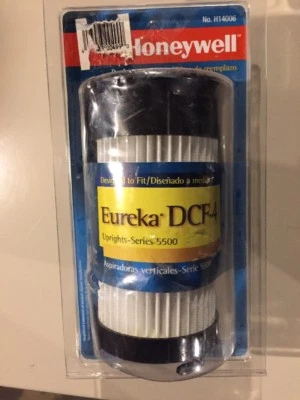 No. H14006
Honeywell
Designed to Fit/Diseñado a medida
Eureka® DCF-4
Uprights-Series 5500
Aspiradoras verticales-Serie